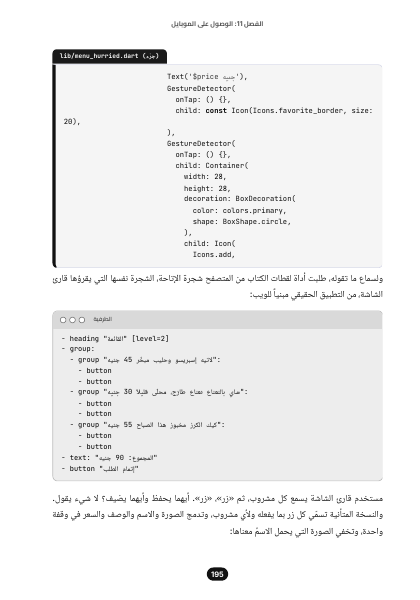 الفصل 11: الوصول على الموبايل
lib/menu_hurried.dart (جزء)
Text('$price جنيه'),
GestureDetector(
onTap: () {},
child: const Icon(Icons.favorite_border, size:
20),
),
GestureDetector(
onTap: () {},
child: Container(
width: 28,
height: 28,
decoration: BoxDecoration(
color: colors.primary,
shape: BoxShape.circle,
),
child: Icon(
Icons.add,
ولسماع ما تقوله، طلبت أداة لقطات الكتاب من المتصفح شجرة الإتاحة، الشجرة نفسها التي يقرؤها قارئ
الشاشة، من التطبيق الحقيقي مبنياً للويب:
الطرفية
- heading "القائمة" [level=2]
- group:
- group "لاتيه إسبريسو وحليب مبخّر 45 جنيه":
- button
- button
- group "شاي بالنعناع نعناع طازج، محلى قليلا 30 جنيه":
- button
- button
- group "كيك الكرز مخبوز هذا الصباح 55 جنيه":
- button
- button
- text: "المجموع: 90 جنيه"
- button "إتمام الطلب"
مستخدم قارئ الشاشة يسمع كل مشروب، ثم «زر»، «زر». أيهما يحفظ وأيهما يضيف؟ لا شيء يقول.
والنسخة المتأنية تسمّي كل زر بما يفعله ولأي مشروب، وتدمج الصورة والاسم والوصف والسعر في وقفة
واحدة، وتخفي الصورة التي يحمل الاسمُ معناها:
195